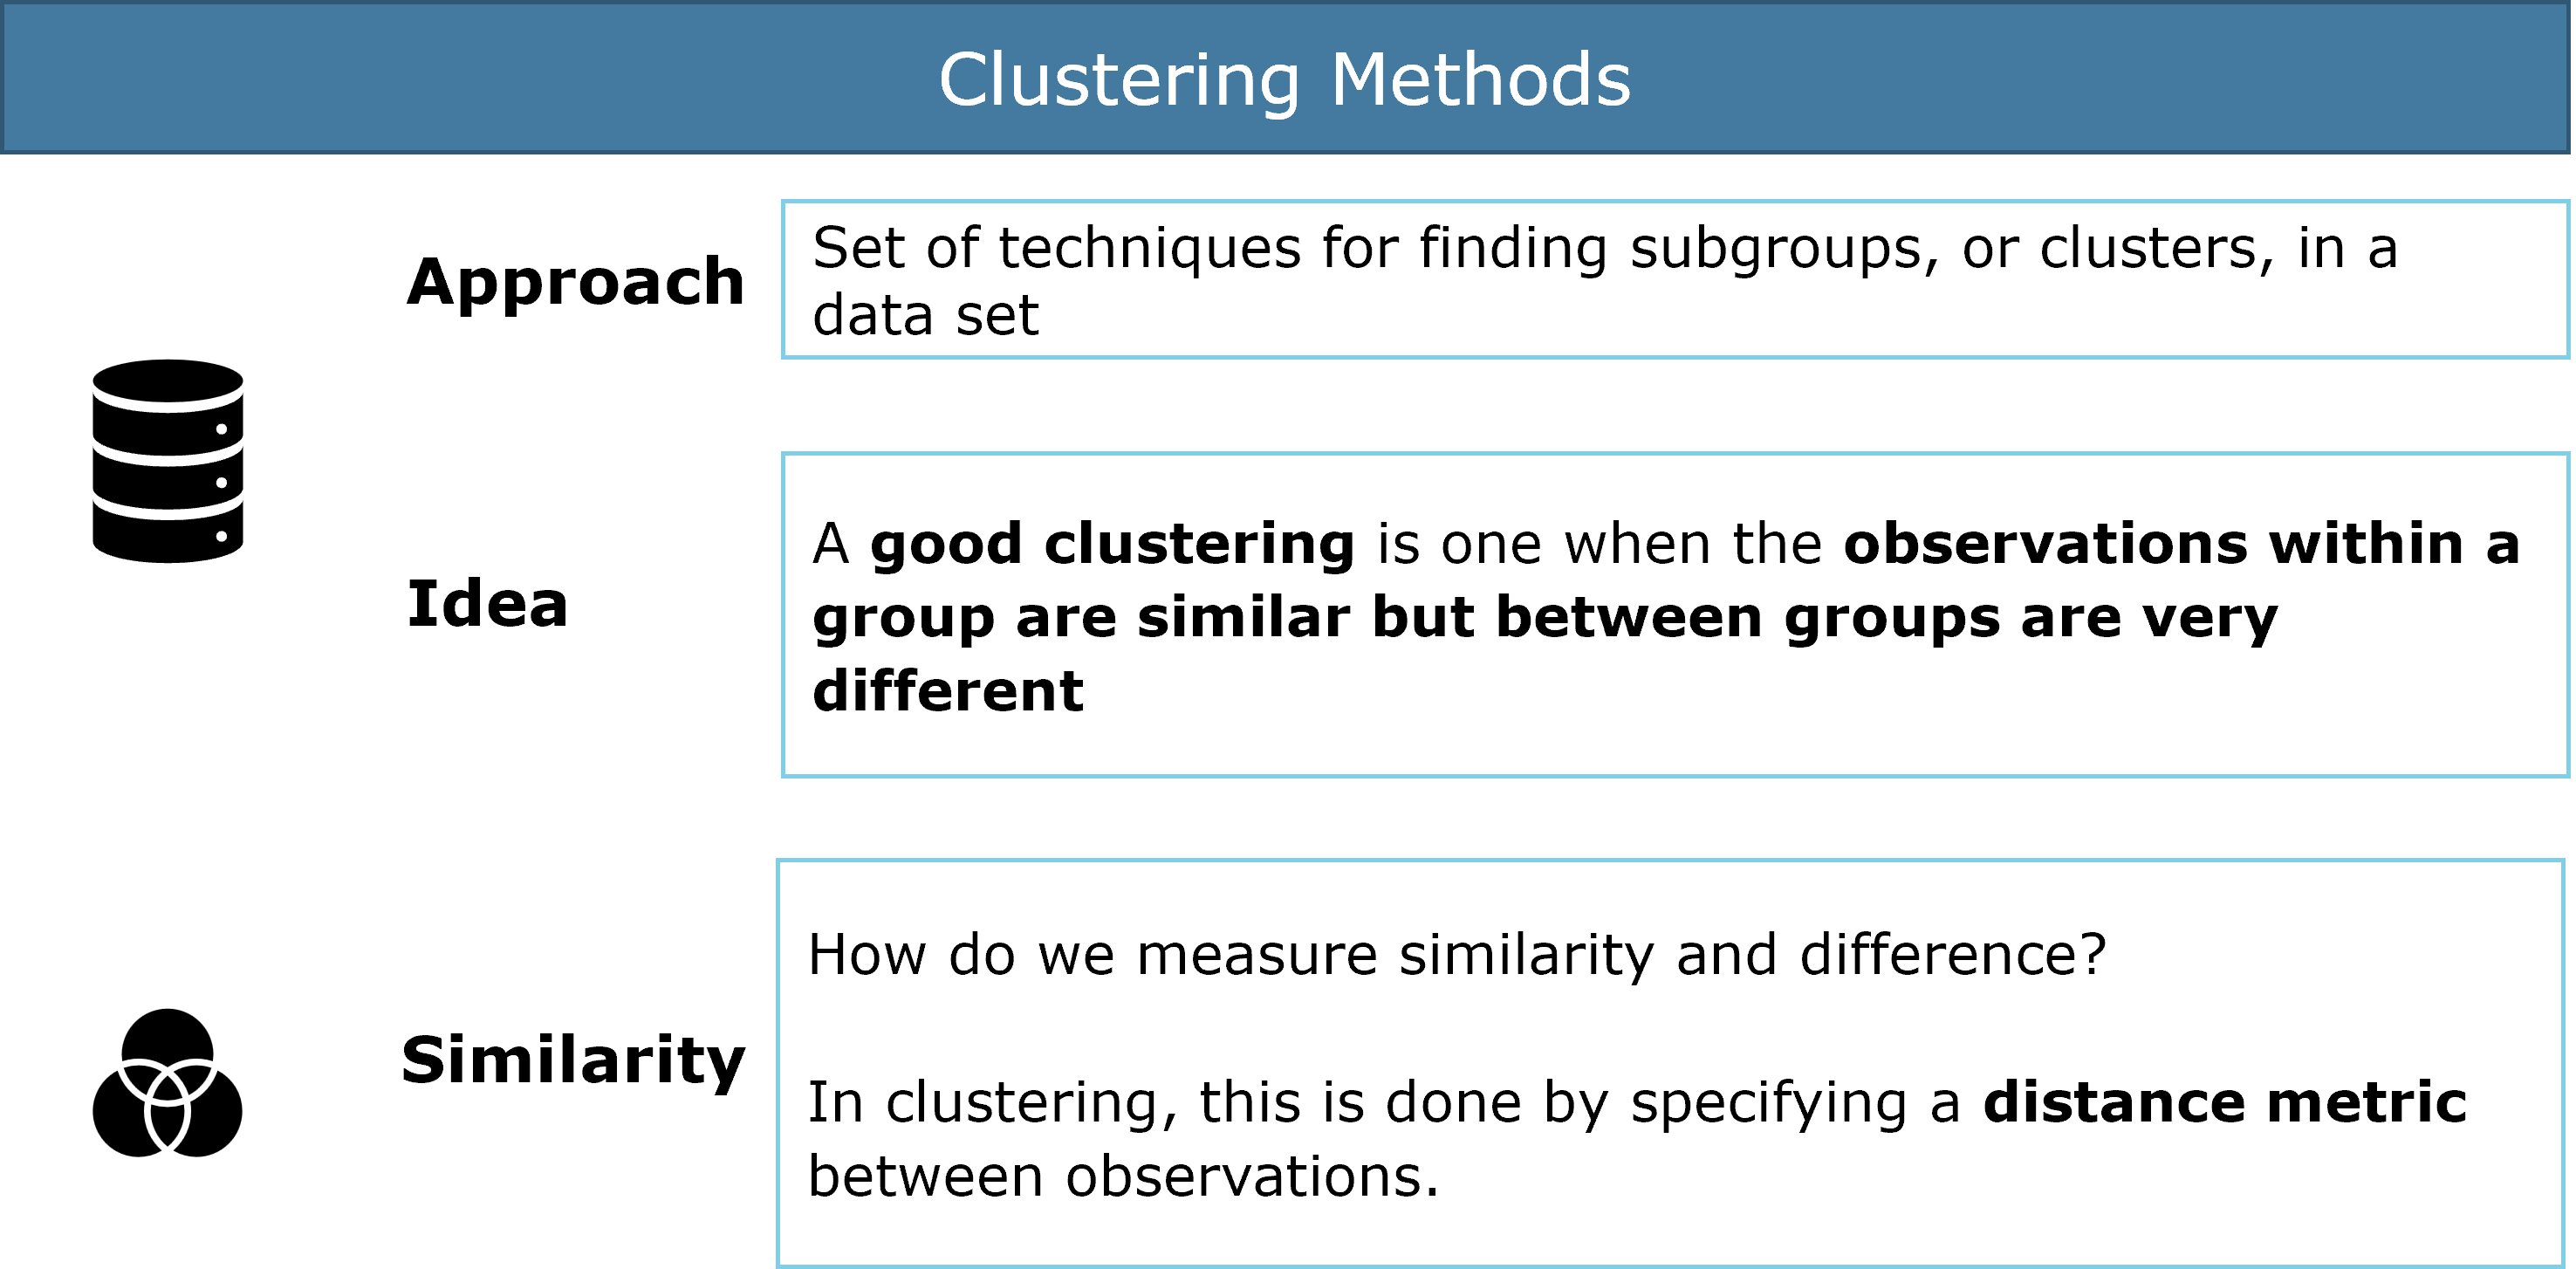 Clustering Methods
Approach
Set of techniques for finding subgroups, or clusters, in a
data set
Idea
A good clustering is one when the observations within a
group are similar but between groups are very
different
Similarity
How do we measure similarity and difference?
In clustering, this is done by specifying a distance metric
between observations.